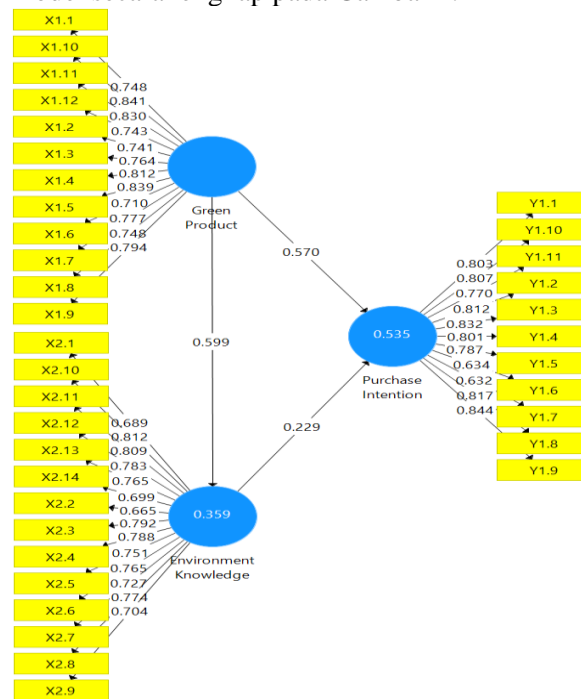 X1.1
X1.10
X1.11
X1.12
X1.2
X1.3
X1.4
X1.5
X1.6
X1.7
X1.8
X1.9
0.748
0.841
0.830
0.743
0.741
0.764
0.812
0.839
0.710
0.777
0.748
0.794
Green
Product
0.570
0.599
0.229
X2.1
X2.10
X2.11
X2.12
X2.13
X2.14
X2.2
X2.3
X2.4
X2.5
X2.6
X2.7
X2.8
X2.9
0.689
0.812
0.809
0.783
0.765
0.699
0.665
0.792
0.788
0.751
0.765
0.727
0.774
0.704
0.359
Environment
Knowledge
0.535
Purchase
Intention
0.803
0.807
0.770
0.812
0.832
0.801
0.787
0.634
0.632
0.817
0.844
Y1.1
Y1.10
Y1.11
Y1.2
Y1.3
Y1.4
Y1.5
Y1.6
Y1.7
Y1.8
Y1.9